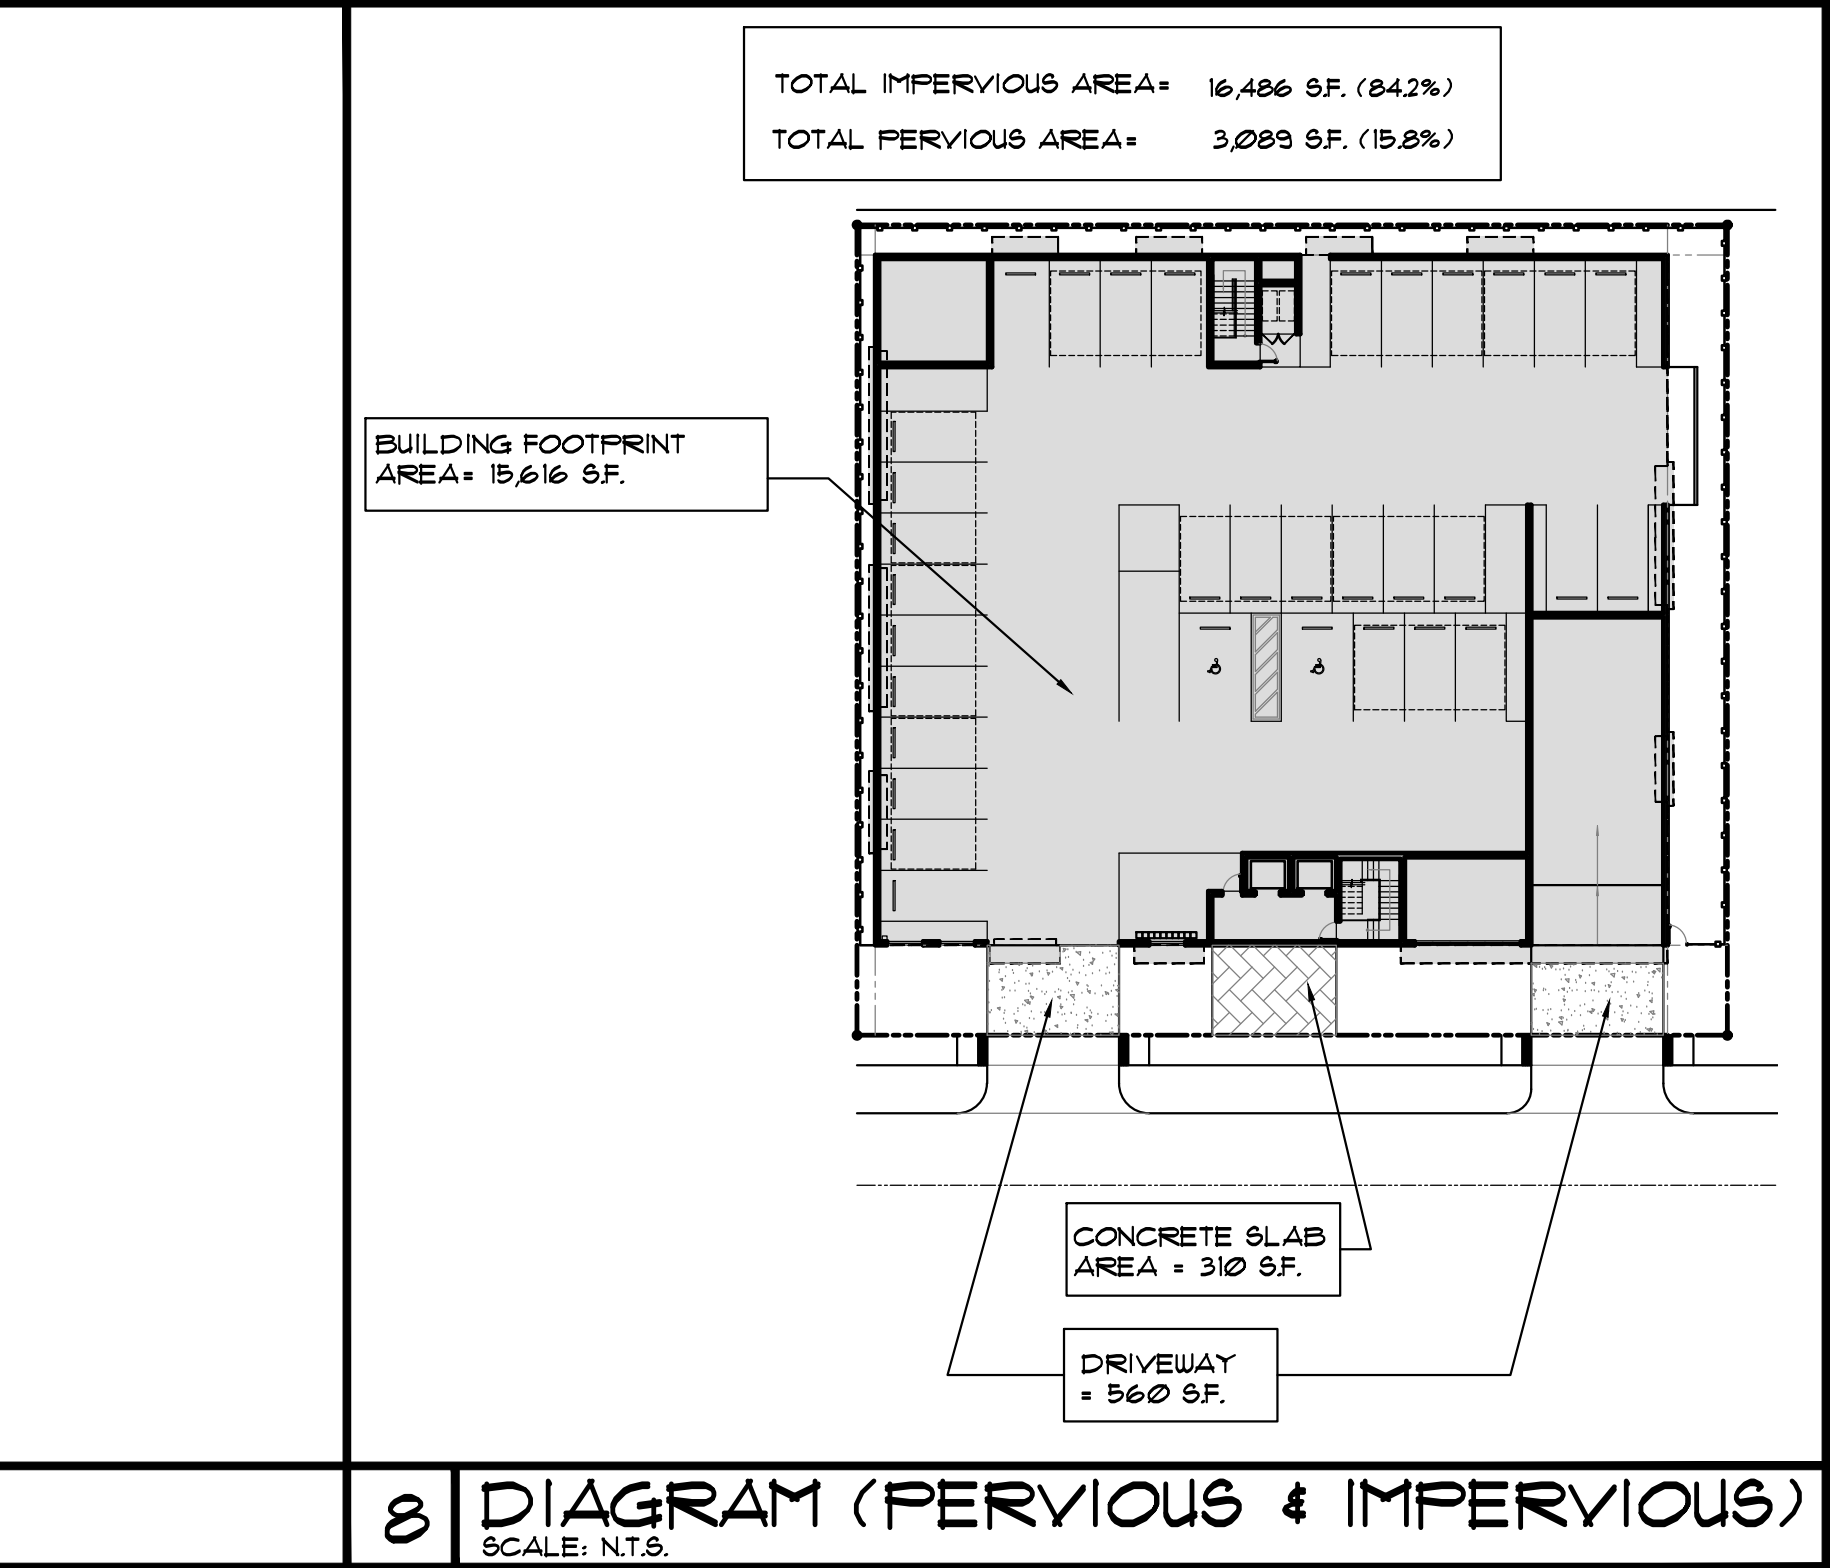 TOTAL IMPERVIOUS AREA= 16,486 S.F. (84.2%)
TOTAL PERVIOUS AREA= 3,089 S.F. (15.8%)
BUILDING FOOTPRINT
AREA= 15,616 S.F.
CONCRETE SLAB
AREA = 310 S.F.
DRIVEWAY
= 560 S.F.
8
DIAGRAM (PERVIOUS & IMPERVIOUS)
SCALE: N.T.S.